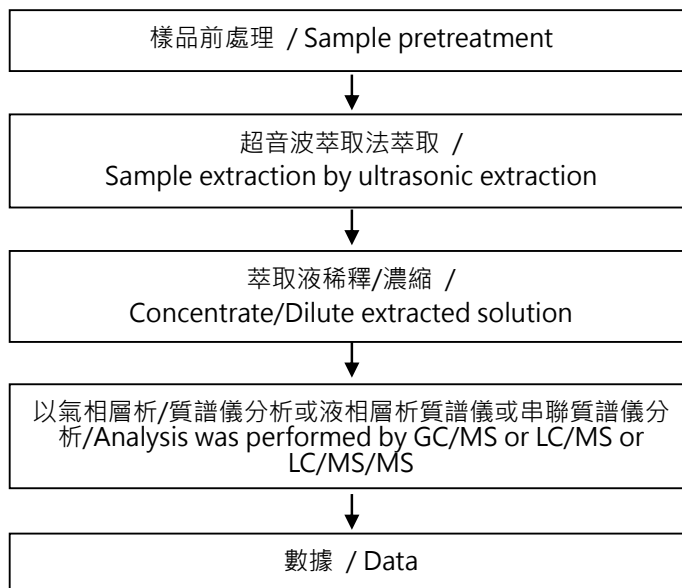 樣品前處理 / Sample pretreatment
超音波萃取法萃取 /
Sample extraction by ultrasonic extraction
萃取液稀釋/濃縮 /
Concentrate/Dilute extracted solution
以氣相層析/質譜儀分析或液相層析質譜儀或串聯質譜儀分
析/Analysis was performed by GC/MS or LC/MS or
LC/MS/MS
數據 / Data